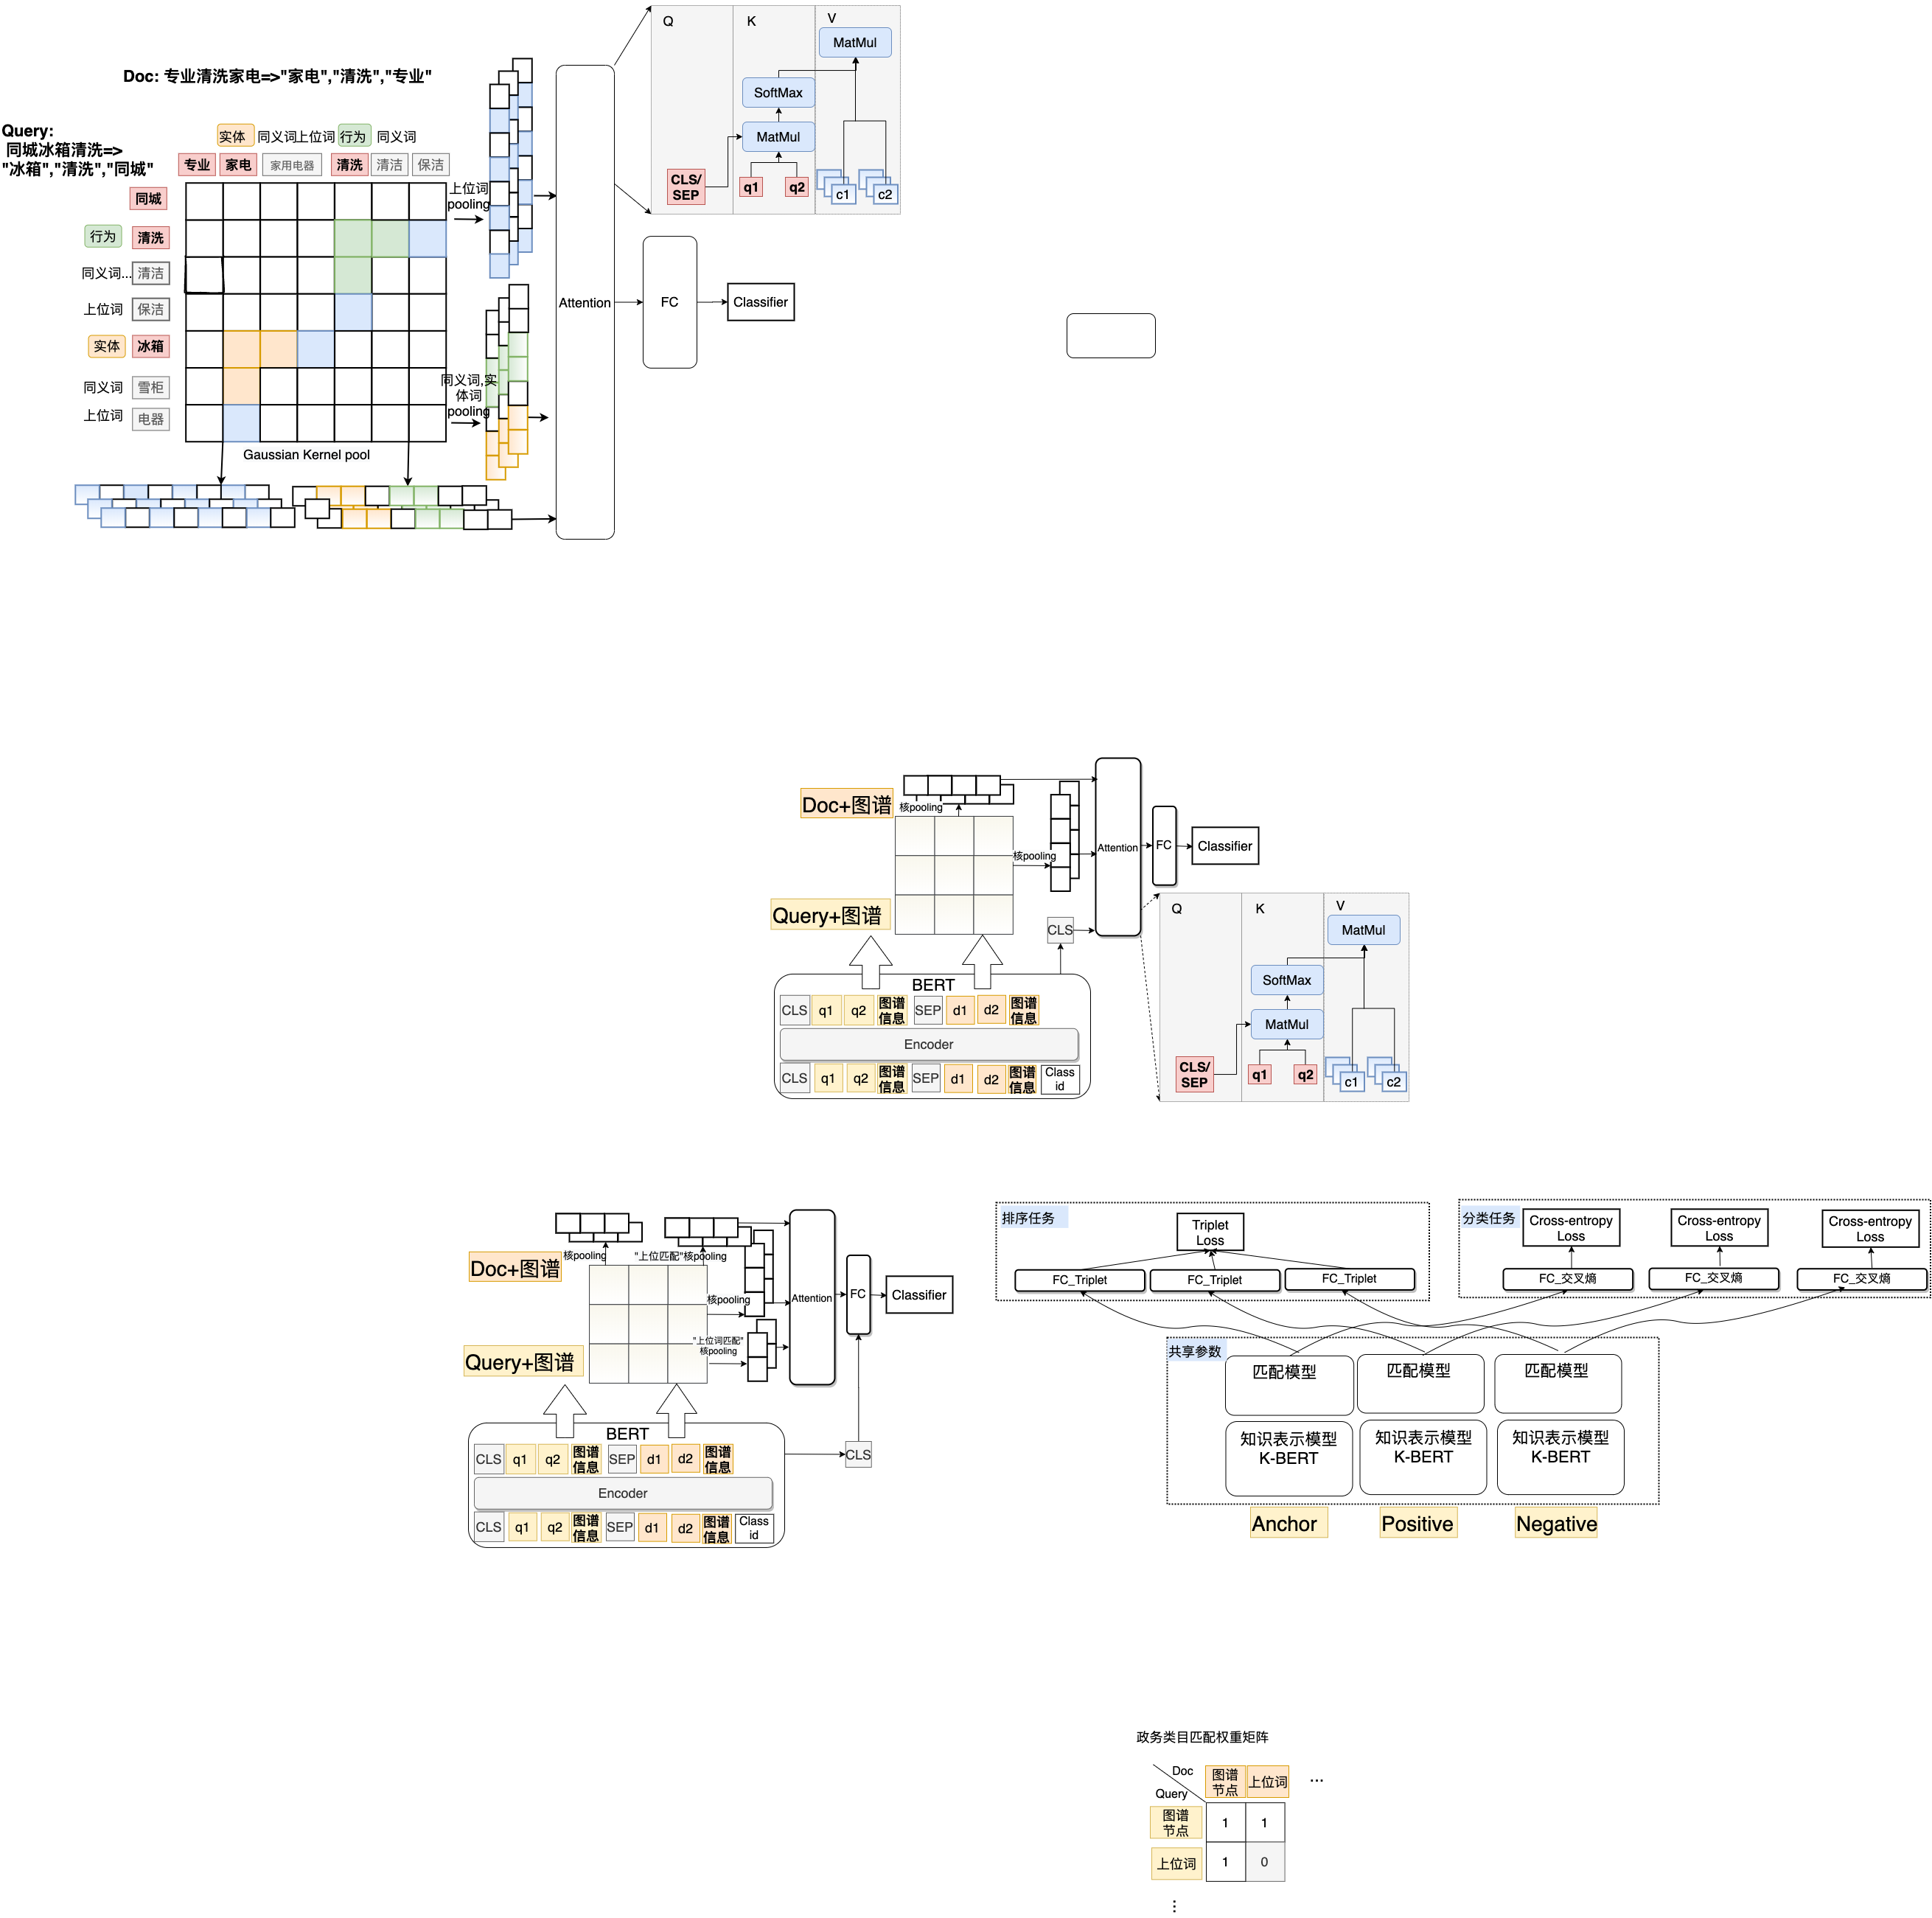 Doc: 专业清洗家电=>"家电","清洗","专业"
Query:
同城冰箱清洗=>
"冰箱","清洗","同城"
实体
同义词上位词
行为
同义词
专业
家电
家用电器
清洗
清洁
保洁
同城
行为
清洗
同义词...
清洁
上位词
保洁
实体
冰箱
同义词
雪柜
上位词
电器
上位词
pooling
同义词,实
体词
pooling
Gaussian Kernel pool
Attention
FC
Classifier
Q
K
V
MatMul
SoftMax
MatMul
CLS/
SEP
q1
q2
c1
c2
Doc+图谱
核pooling
核pooling
Query+图谱
CLS
Attention
FC
Classifier
BERT
CLS
q1
q2
图谱
信息
SEP
d1
d2
图谱
信息
Encoder
CLS
q1
q2
图谱
信息
SEP
d1
d2
图谱
信息
Class
id
Q
K
V
MatMul
SoftMax
MatMul
CLS/
SEP
q1
q2
c1
c2
Doc+图谱
核pooling
"上位匹配"核pooling
核pooling
"上位词匹配"
核pooling
Query+图谱
Attention
FC
Classifier
BERT
CLS
q1
q2
图谱
信息
SEP
d1
d2
图谱
信息
Encoder
CLS
q1
q2
图谱
信息
SEP
d1
d2
图谱
信息
Class
id
CLS
排序任务
Triplet
Loss
FC_Triplet
FC_Triplet
FC_Triplet
分类任务
Cross-entropy
Loss
Cross-entropy
Loss
Cross-entropy
Loss
FC_交叉熵
FC_交叉熵
FC_交叉熵
共享参数
匹配模型
匹配模型
匹配模型
知识表示模型
K-BERT
知识表示模型
K-BERT
知识表示模型
K-BERT
Anchor
Positive
Negative
政务类目匹配权重矩阵
Doc
Query
图谱
节点
上位词
...
图谱
节点
1
1
上位词
1
0
...